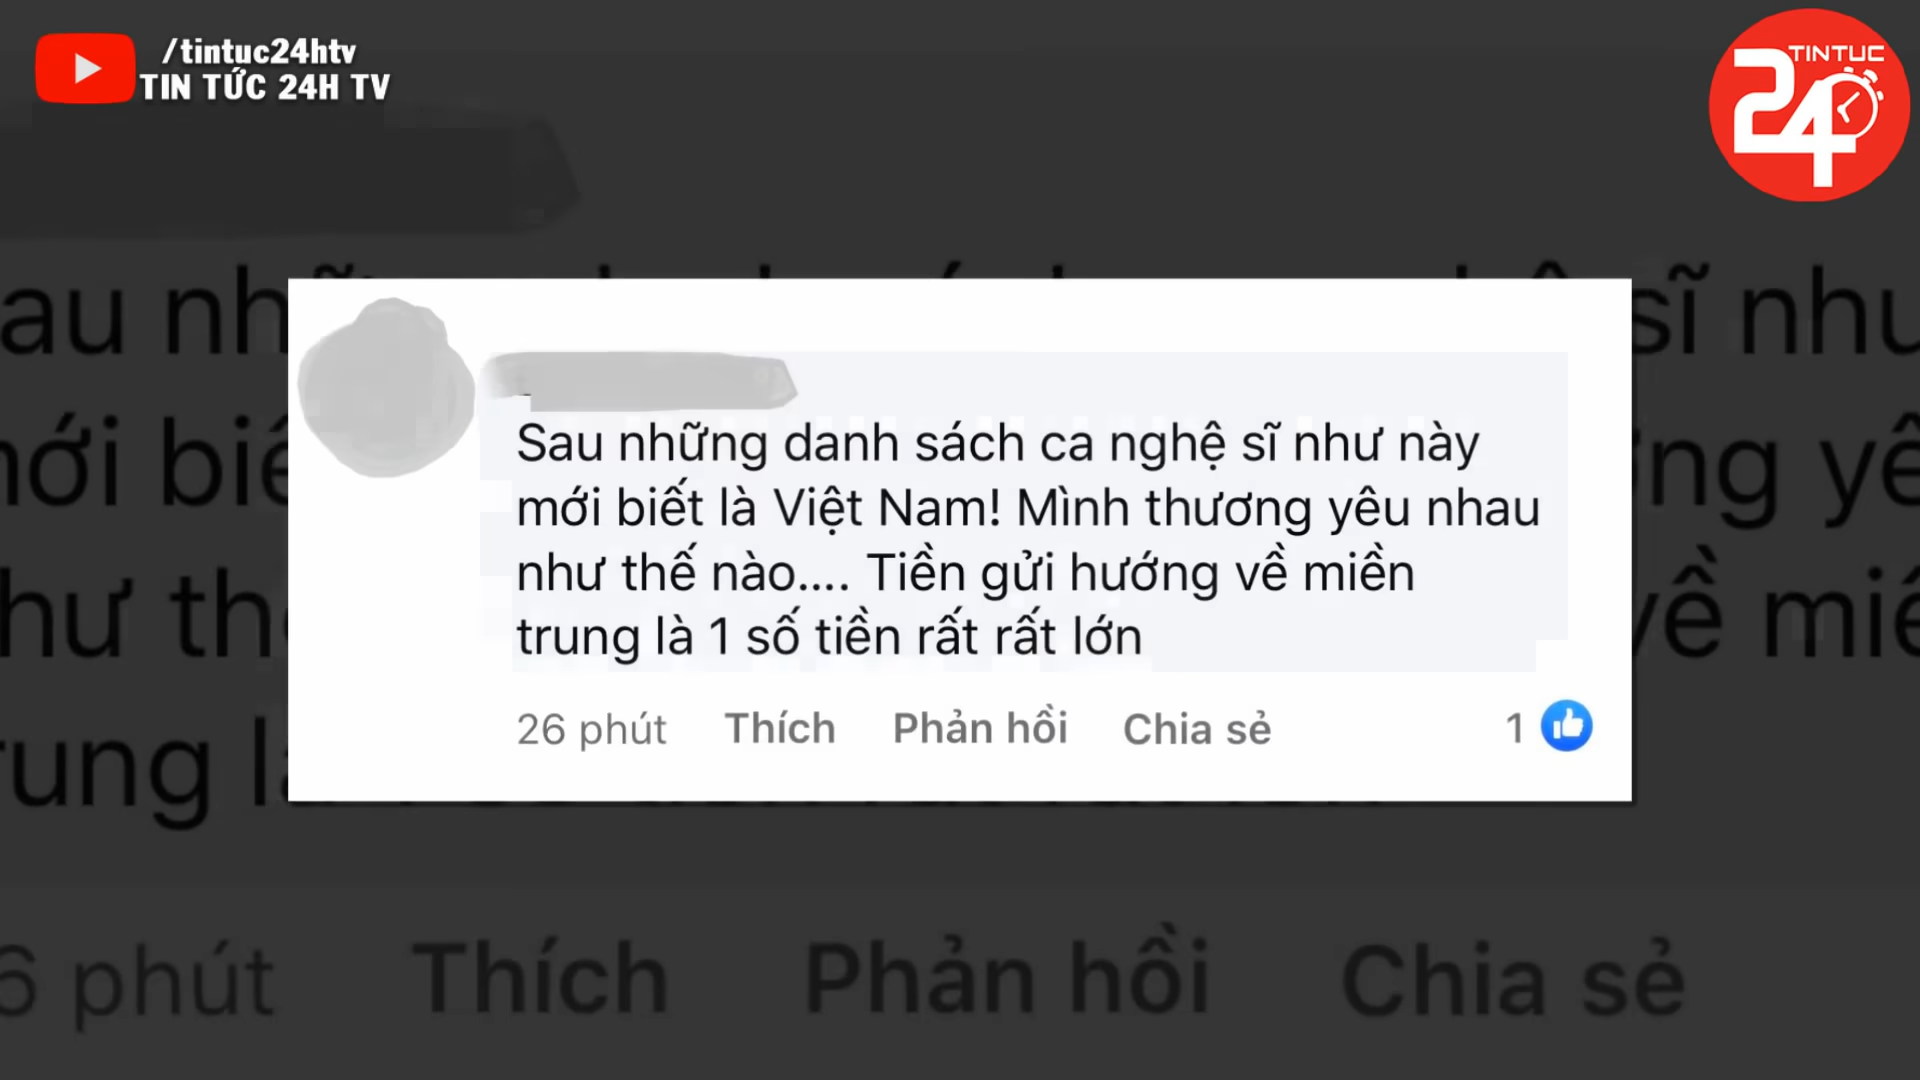 /tintuc24htv
TIN TỨC 24H TV
TINTUC
24
Sau những danh sách ca nghệ sĩ như này
mới biết là Việt Nam! Mình thương yêu nhau
như thế nào.... Tiền gửi hướng về miền
trung là 1 số tiền rất rất lớn
26 phút Thích Phản hồi Chia sẻ 1
6 phút Thích Phản hồi Chia sẻ